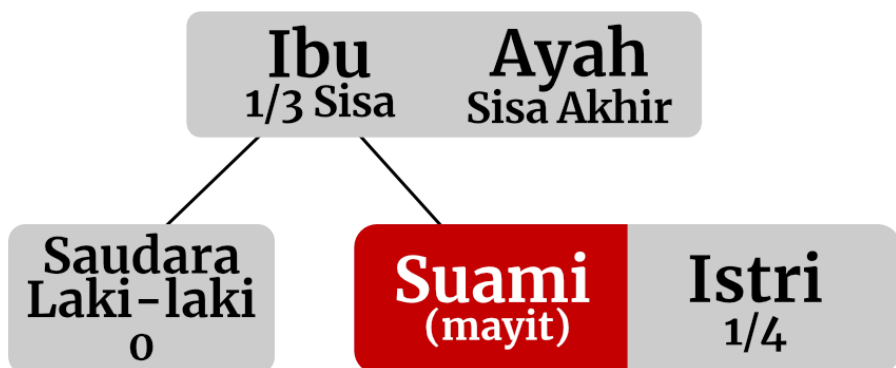 Ibu
1/3 Sisa
Ayah
Sisa Akhir
Saudara
Laki-laki
0
Suami
(mayit)
Istri
1/4